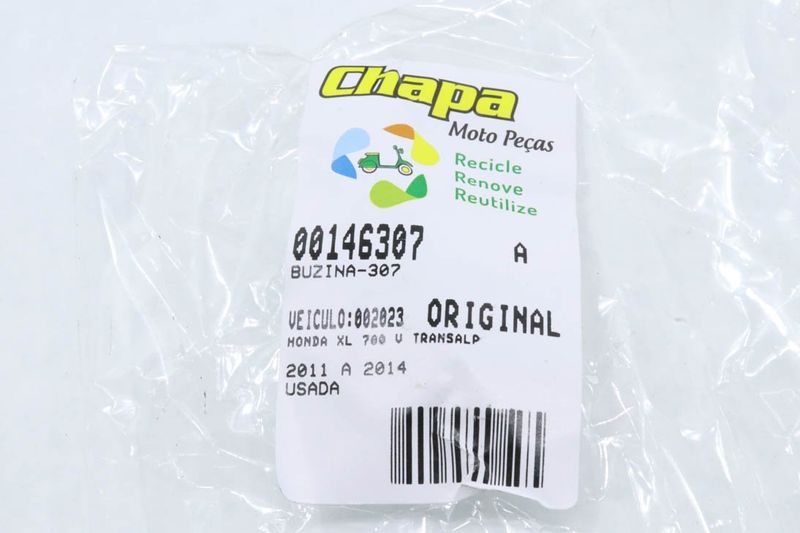 Chapa
Moto Peças
Recicle
Renove
Reutilize
00146307 A
BUZINA-307
VEICULO:002023 ORIGINAL
HONDA XL 700 V TRANSALP
2011 A 2014
USADA